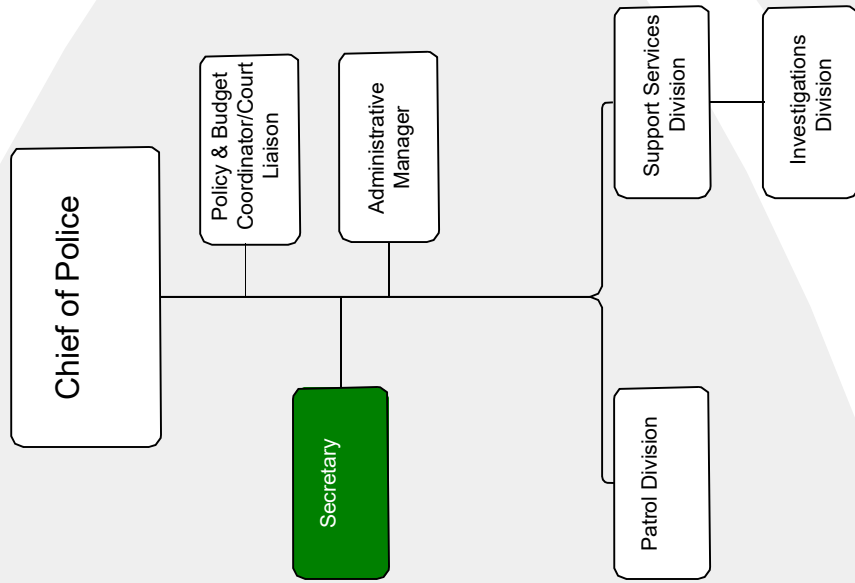 Chief of Police
Policy & Budget
Coordinator/Court
Liaison
Administrative
Manager
Secretary
Patrol Division
Support Services
Division
Investigations
Division